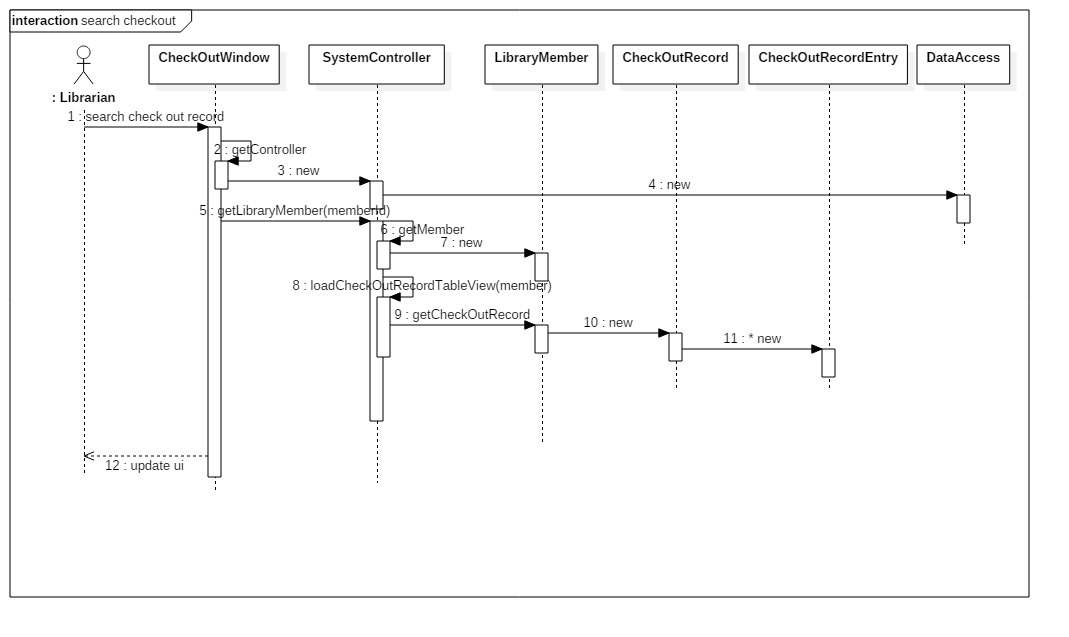 interaction search checkout
CheckOutWindow
SystemController
LibraryMember
CheckOutRecord
CheckOutRecordEntry
DataAccess
: Librarian
1 : search check out record
2 : getController
3 : new
4 : new
5 : getLibraryMember(memberId)
6 : getMember
7 : new
8 : loadCheckOutRecordTableView(member)
9 : getCheckOutRecord
10 : new
11 : * new
12 : update ui